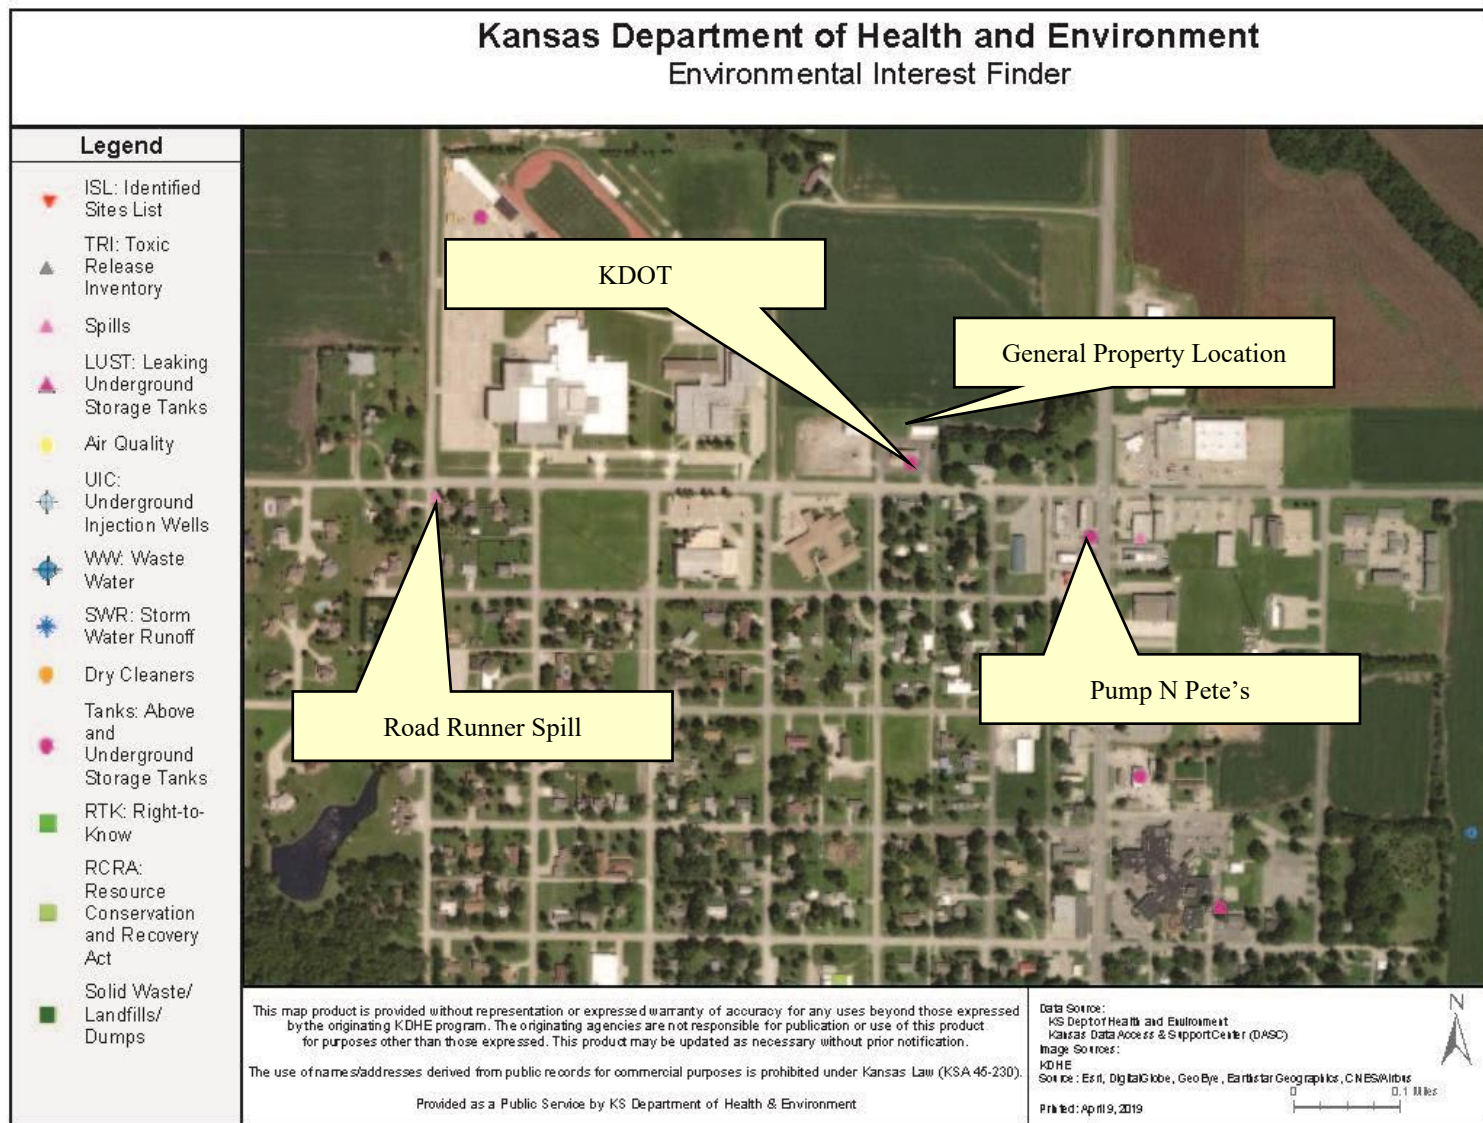 Kansas Department of Health and Environment
Environmental Interest Finder
Legend
ISL: Identified
Sites List
TRI: Toxic
Release
Inventory
Spills
LUST: Leaking
Underground
Storage Tanks
Air Quality
UIC:
Underground
Injection Wells
WW: Waste
Water
SWR: Storm
Water Runoff
Dry Cleaners
Tanks: Above
and
Underground
Storage Tanks
RTK: Right-to-
Know
RCRA:
Resource
Conservation
and Recovery
Act
Solid Waste/
Landfills/
Dumps
KDOT
General Property Location
Road Runner Spill
Pump N Pete’s
This map product is provided without representation or expressed warranty of accuracy for any uses beyond those expressed
by the originating KDHE program. The originating agencies are not responsible for publication or use of this product
for purposes other than those expressed. This product may be updated as necessary without prior notification.
The use of names/addresses derived from public records for commercial purposes is prohibited under Kansas Law (KSA 45-230).
Provided as a Public Service by KS Department of Health & Environment
Data Source:
KS Dept of Health and Environment
Kansas Data Access & Support Center (DASC)
Image Sources:
KDHE
Source: Esri, DigitalGlobe, GeoEye, Earthstar Geographics, CNES/Airbus
Printed: April 9, 2019
N
0 0.1 Miles